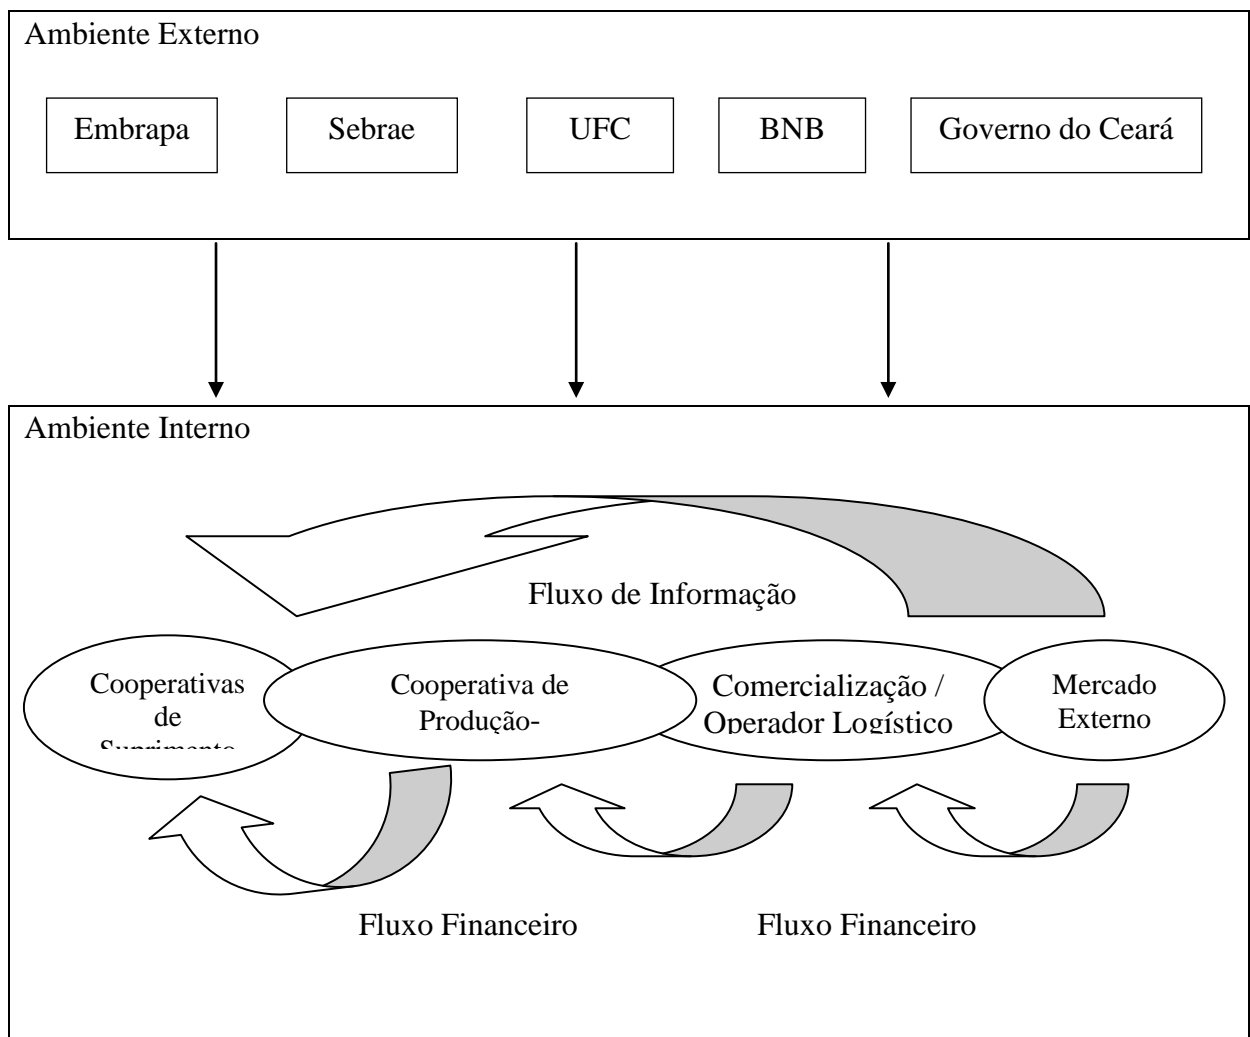 Ambiente Externo
Embrapa
Sebrae
UFC
BNB
Governo do Ceará
Ambiente Interno
Fluxo de Informação
Cooperativas
de
Suprimento
Cooperativa de
Produção-
Comercialização /
Operador Logístico
Mercado
Externo
Fluxo Financeiro
Fluxo Financeiro